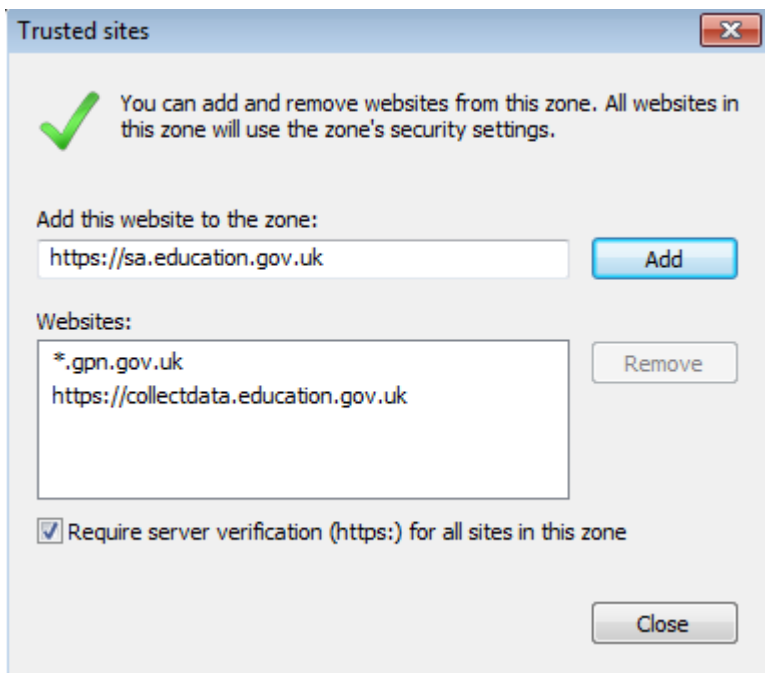 Trusted sites
You can add and remove websites from this zone. All websites in
this zone will use the zone's security settings.
Add this website to the zone:
https://sa.education.gov.uk
Add
Websites:
*.gpn.gov.uk
https://collectdata.education.gov.uk
Remove
Require server verification (https:) for all sites in this zone
Close